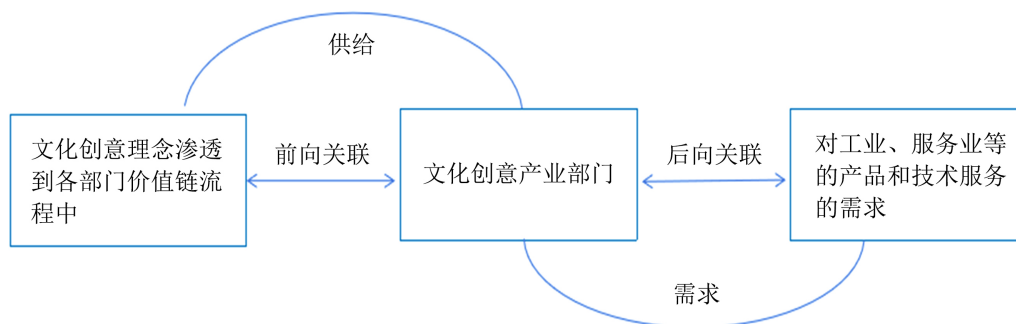 供给
文化创意理念渗透
到各部门价值链流
程中
前向关联
文化创意产业部门
后向关联
对工业、服务业等
的产品和技术服务
的需求
需求